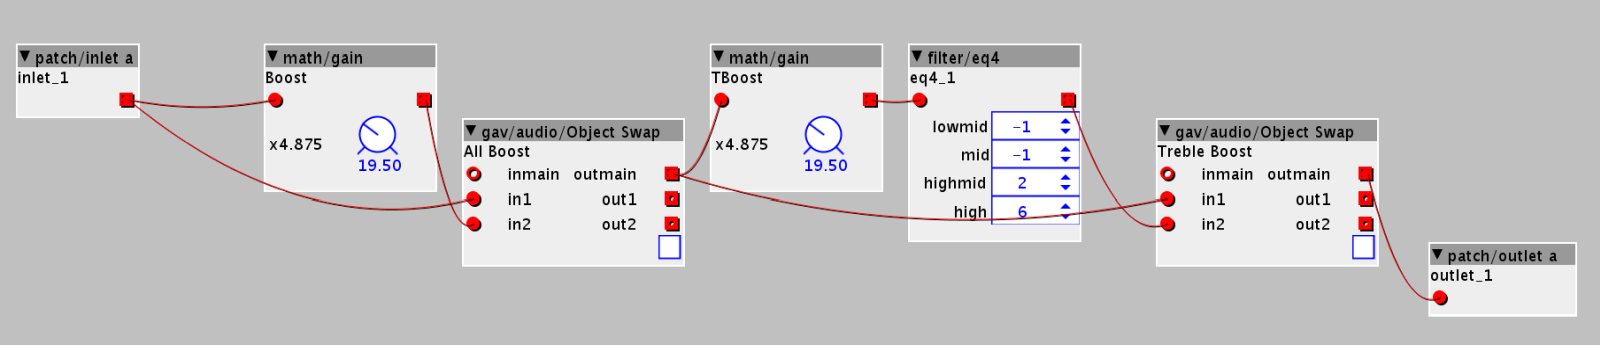 patch/inlet a
inlet_1
math/gain
Boost
x4.875
19.50
gav/audio/Object Swap
All Boost
inmain outmain
in1 out1
in2 out2
math/gain
TBoost
x4.875
19.50
filter/eq4
eq4_1
lowmid -1
mid -1
highmid 2
high 6
gav/audio/Object Swap
Treble Boost
inmain outmain
in1 out1
in2 out2
patch/outlet a
outlet_1